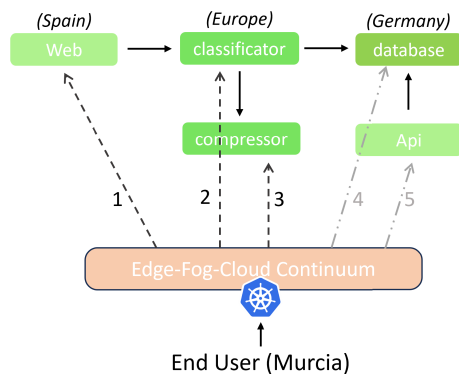 (Spain) (Europe) (Germany)
Web classificator database
compressor Api
1 2 3 4 5
Edge-Fog-Cloud Continuum
End User (Murcia)